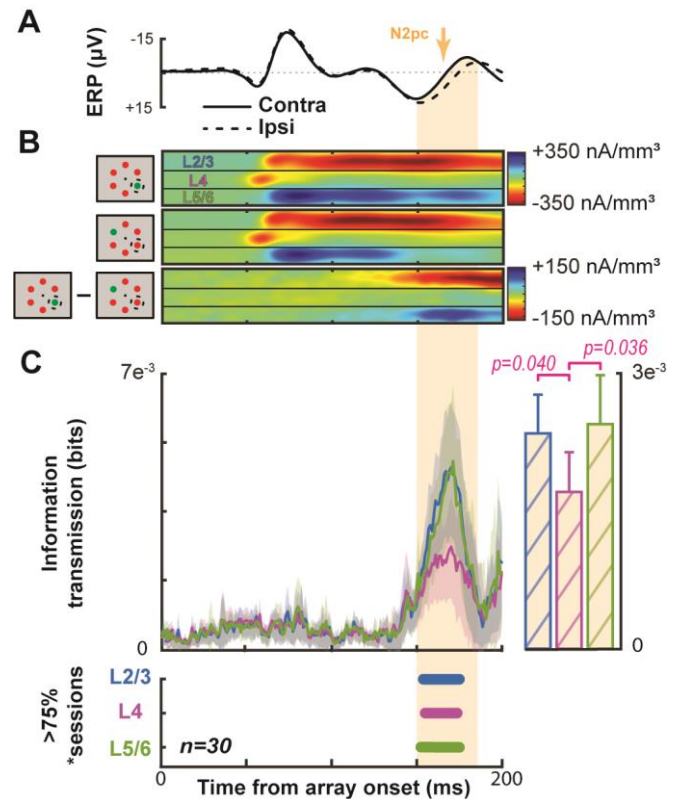 A
N2pc
-15
+15
ERP (µV)
Contra
Ipsi
B
L2/3
L4
L5/6
+350 nA/mm³
-350 nA/mm³
+150 nA/mm³
-150 nA/mm³
C
7e⁻³
0
Information
transmission (bits)
p=0.040
p=0.036
3e⁻³
0
>75%
*sessions
L2/3
L4
L5/6
n=30
0
200
Time from array onset (ms)